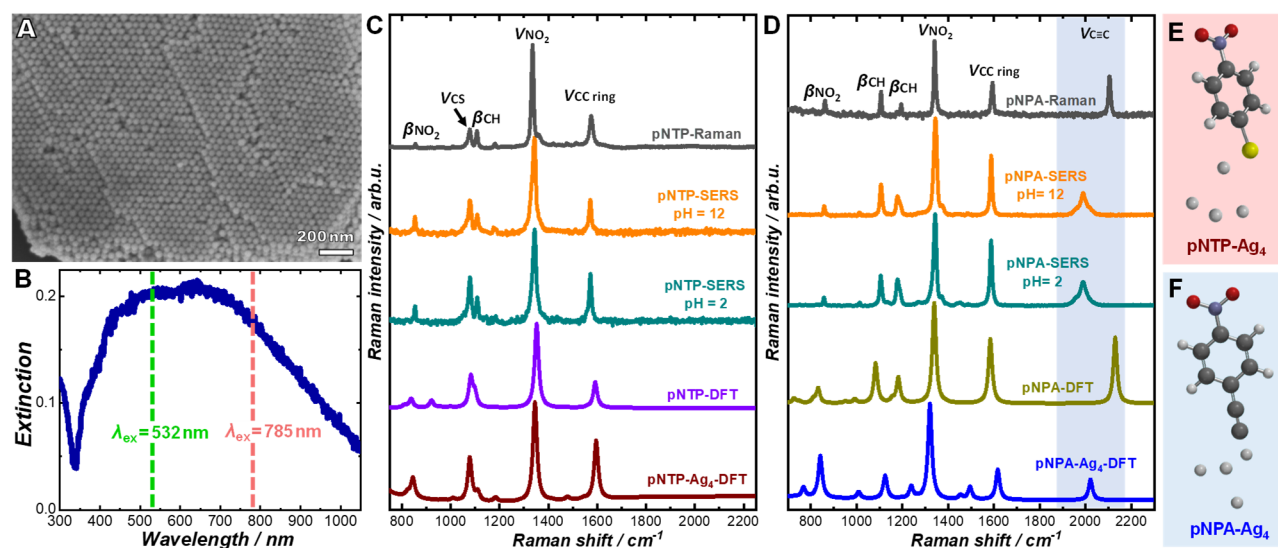 A
200 nm
B
Extinction
0.2
0.1
0.0
λex = 532 nm
λex = 785 nm
300 400 500 600 700 800 900 1000
Wavelength / nm
C
Raman intensity / arb.u.
νNO2
νCS
βCH
νCC ring
βNO2
pNTP-Raman
pNTP-SERS
pH = 12
pNTP-SERS
pH = 2
pNTP-DFT
pNTP-Ag4-DFT
800 1000 1200 1400 1600 1800 2000 2200
Raman shift / cm-1
D
Raman intensity / arb.u.
νNO2
νC≡C
βNO2
βCH
βCH
νCC ring
pNPA-Raman
pNPA-SERS
pH= 12
pNPA-SERS
pH= 2
pNPA-DFT
pNPA-Ag4-DFT
800 1000 1200 1400 1600 1800 2000 2200
Raman shift / cm-1
E
pNTP-Ag4
F
pNPA-Ag4